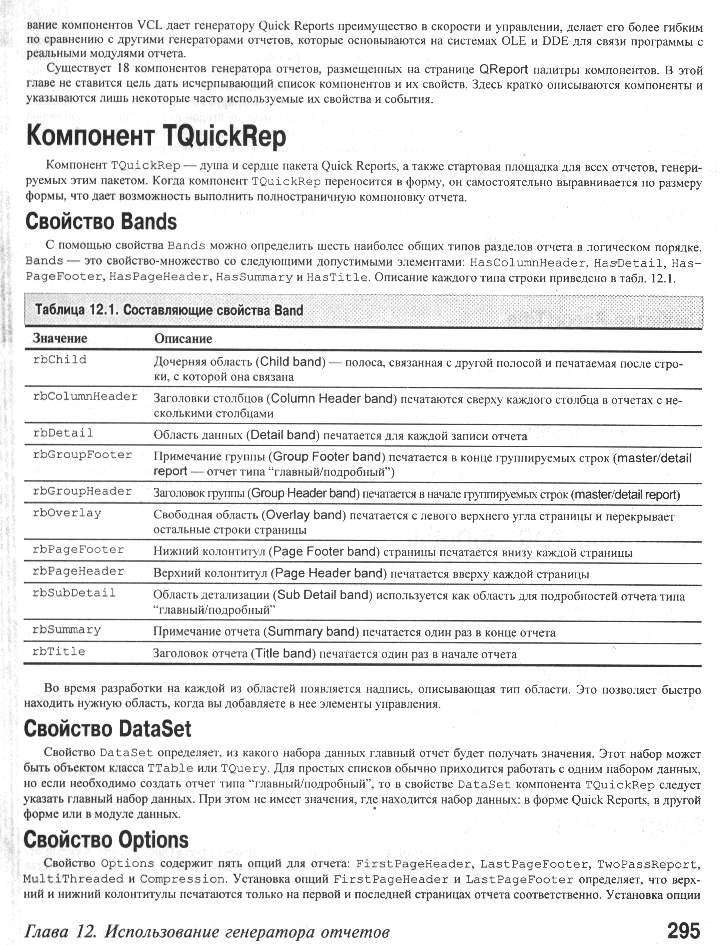 вание компонентов VCL дает генератору Quick Reports преимущество в скорости и управлении, делает его более гибким
по сравнению с другими генераторами отчетов, которые основываются на системах OLE и DDE для связи программы с
реальными модулями отчета.
Существует 18 компонентов генератора отчетов, размещенных на странице QReport палитры компонентов. В этой
главе не ставится цель дать исчерпывающий список компонентов и их свойств. Здесь кратко описываются компоненты и
указываются лишь некоторые часто используемые их свойства и события.
Компонент TQuickRep
Компонент TQuickRep — душа и сердце пакета Quick Reports, а также стартовая площадка для всех отчетов, генери-
руемых этим пакетом. Когда компонент TQuickRep переносится в форму, он самостоятельно выравнивается по размеру
формы, что дает возможность выполнить полностраничную компоновку отчета.
Свойство Bands
С помощью свойства Bands можно определить шесть наиболее общих типов разделов отчета в логическом порядке.
Bands — это свойство-множество со следующими допустимыми элементами: HasColumnHeader, HasDetail, Has-
PageFooter, HasPageHeader, HasSummary и HasTitle. Описание каждого типа строки приведено в табл. 12.1.
Таблица 12.1. Составляющие свойства Band
Значение Описание
rbChild Дочерняя область (Child band) — полоса, связанная с другой полосой и печатаемая после стро-
ки, с которой она связана
rbColumnHeader Заголовки столбцов (Column Header band) печатаются сверху каждого столбца в отчетах с не-
сколькими столбцами
rbDetail Область данных (Detail band) печатается для каждой записи отчета
rbGroupFooter Примечание группы (Group Footer band) печатается в конце группируемых строк (master/detail
report — отчет типа “главный/подробный”)
rbGroupHeader Заголовок группы (Group Header band) печатается в начале группируемых строк (master/detail report)
rbOverlay Свободная область (Overlay band) печатается с левого верхнего угла страницы и перекрывает
остальные строки страницы
rbPageFooter Нижний колонтитул (Page Footer band) страницы печатается внизу каждой страницы
rbPageHeader Верхний колонтитул (Page Header band) печатается вверху каждой страницы
rbSubDetail Область детализации (Sub Detail band) используется как область для подробностей отчета типа
“главный/подробный”
rbSummary Примечание отчета (Summary band) печатается один раз в конце отчета
rbTitle Заголовок отчета (Title band) печатается один раз в начале отчета
Во время разработки на каждой из областей появляется надпись, описывающая тип области. Это позволяет быстро
находить нужную область, когда вы добавляете в нее элементы управления.
Свойство DataSet
Свойство DataSet определяет, из какого набора данных главный отчет будет получать значения. Этот набор может
быть объектом класса TTable или TQuery. Для простых списков обычно приходится работать с одним набором данных,
но если необходимо создать отчет типа “главный/подробный”, то в свойстве DataSet компонента TQuickRep следует
указать главный набор данных. При этом не имеет значения, где находится набор данных: в форме Quick Reports, в другой
форме или в модуле данных.
Свойство Options
Свойство Options содержит пять опций для отчета: FirstPageHeader, LastPageFooter, TwoPassReport,
MultiThreaded и Compression. Установка опций FirstPageHeader и LastPageFooter определяет, что верх-
ний и нижний колонтитулы печатаются только на первой и последней страницах отчета соответственно. Установка опции
Глава 12. Использование генератора отчетов 295